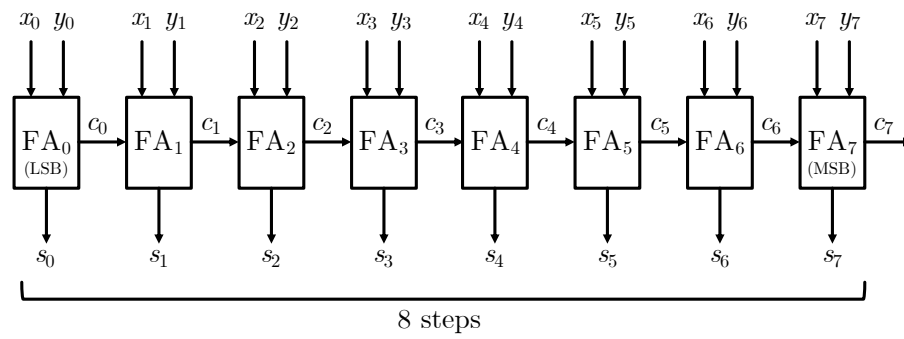 x₀ y₀ x₁ y₁ x₂ y₂ x₃ y₃ x₄ y₄ x₅ y₅ x₆ y₆ x₇ y₇
c₀ c₁ c₂ c₃ c₄ c₅ c₆ c₇
FA₀ FA₁ FA₂ FA₃ FA₄ FA₅ FA₆ FA₇
(LSB) (MSB)
s₀ s₁ s₂ s₃ s₄ s₅ s₆ s₇
8 steps